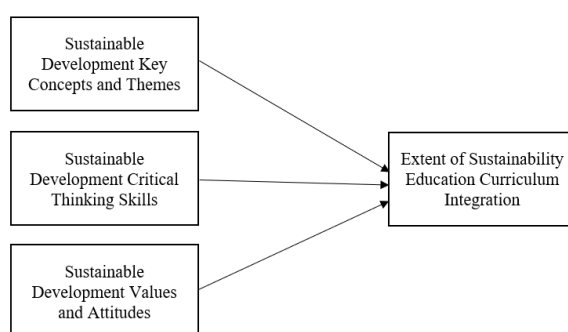 Sustainable
Development Key
Concepts and Themes
Sustainable
Development Critical
Thinking Skills
Sustainable
Development Values
and Attitudes
Extent of Sustainability
Education Curriculum
Integration